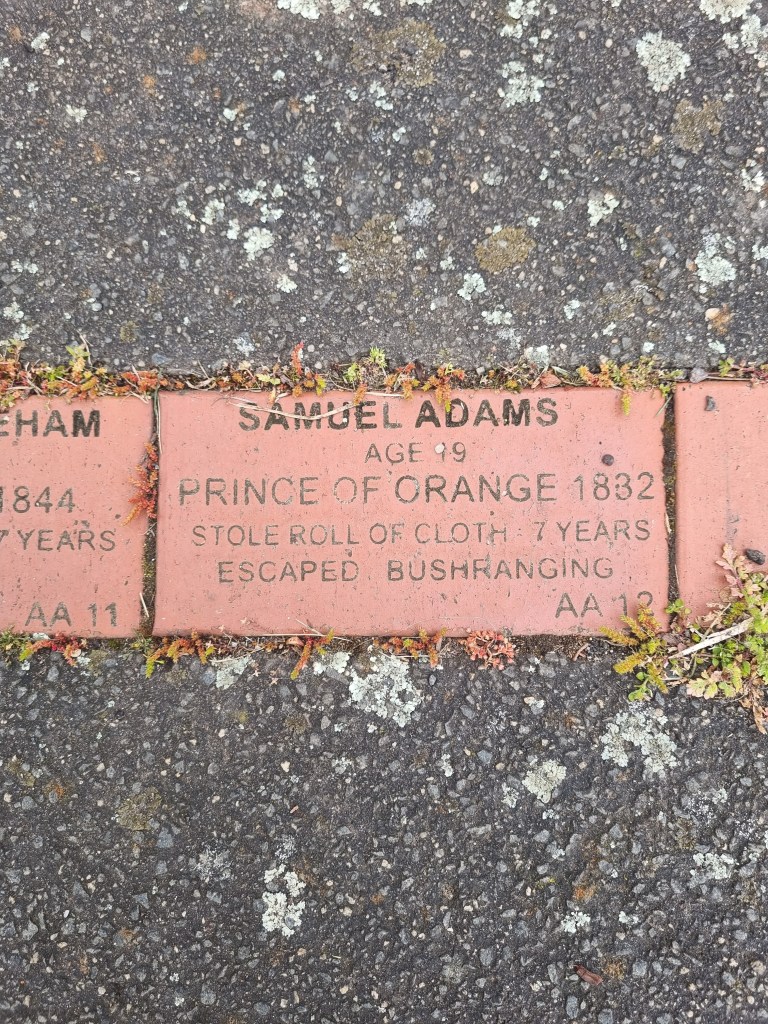 EHAM
1844
7 YEARS
AA 11
SAMUEL ADAMS
AGE 19
PRINCE OF ORANGE 1832
STOLE ROLL OF CLOTH 7 YEARS
ESCAPED BUSHRANGING
AA 12